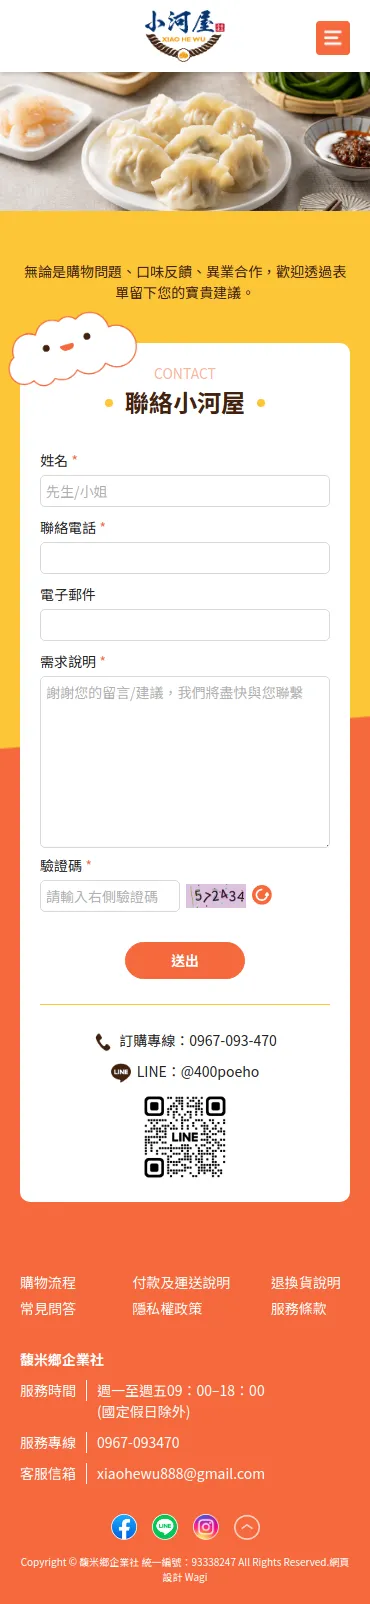 小河屋
XIAO HE WU
無論是購物問題、口味反饋、異業合作，歡迎透過表
單留下您的寶貴建議。
CONTACT
聯絡小河屋
姓名 *
先生/小姐
聯絡電話 *
電子郵件
需求說明 *
謝謝您的留言/建議，我們將盡快與您聯繫
驗證碼 *
請輸入右側驗證碼 572434
送出
訂購專線：0967-093-470
LINE LINE：@400poeho
LINE
購物流程 付款及運送說明 退換貨說明
常見問答 隱私權政策 服務條款
馥米鄉企業社
服務時間 週一至週五09：00–18：00
(國定假日除外)
服務專線 0967-093470
客服信箱 xiaohewu888@gmail.com
LINE
Copyright © 馥米鄉企業社 統一編號：93338247 All Rights Reserved.網頁
設計 Wagi